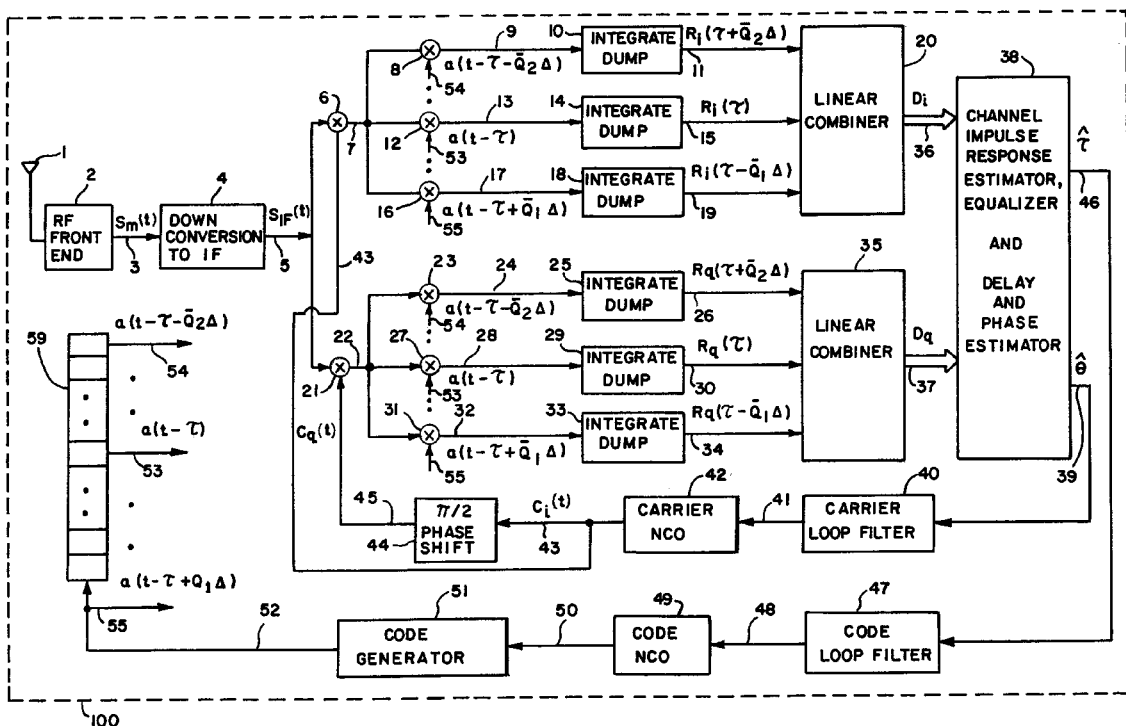 1
2
RF
FRONT
END
Sm(t)
3
4
DOWN
CONVERSION
TO IF
SIF(t)
5
6
7
43
8
9
a(t-τ-Q̄2Δ)
54
10
INTEGRATE
DUMP
Ri(τ+Q̄2Δ)
11
12
13
a(t-τ)
53
14
INTEGRATE
DUMP
Ri(τ)
15
16
17
a(t-τ+Q̄1Δ)
55
18
INTEGRATE
DUMP
Ri(τ-Q̄1Δ)
19
20
LINEAR
COMBINER
Di
36
38
CHANNEL
IMPULSE
RESPONSE
ESTIMATOR,
EQUALIZER
AND
DELAY
AND
PHASE
ESTIMATOR
τ̂
46
θ̂
39
21
22
Cq(t)
23
24
a(t-τ-Q̄2Δ)
54
25
INTEGRATE
DUMP
Rq(τ+Q̄2Δ)
26
27
28
a(t-τ)
53
29
INTEGRATE
DUMP
Rq(τ)
30
31
32
a(t-τ+Q̄1Δ)
55
33
INTEGRATE
DUMP
Rq(τ-Q̄1Δ)
34
35
LINEAR
COMBINER
Dq
37
59
a(t-τ-Q̄2Δ)
54
a(t-τ)
53
a(t-τ+Q1Δ)
55
45
π/2
PHASE
SHIFT
44
Ci(t)
43
42
CARRIER
NCO
41
40
CARRIER
LOOP FILTER
52
51
CODE
GENERATOR
50
49
CODE
NCO
48
47
CODE
LOOP FILTER
100